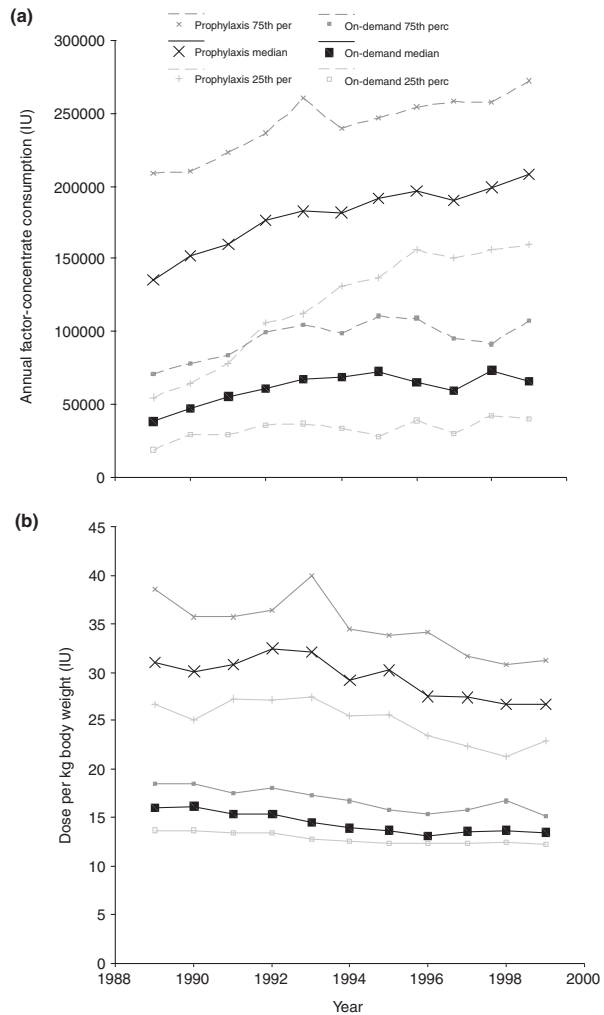 (a)
Prophylaxis 75th per
On-demand 75th perc
Prophylaxis median
On-demand median
Prophylaxis 25th per
On-demand 25th perc
300000
250000
200000
150000
100000
50000
0
Annual factor-concentrate consumption (IU)
(b)
45
40
35
30
25
20
15
10
5
0
Dose per kg body weight (IU)
1988 1990 1992 1994 1996 1998 2000
Year